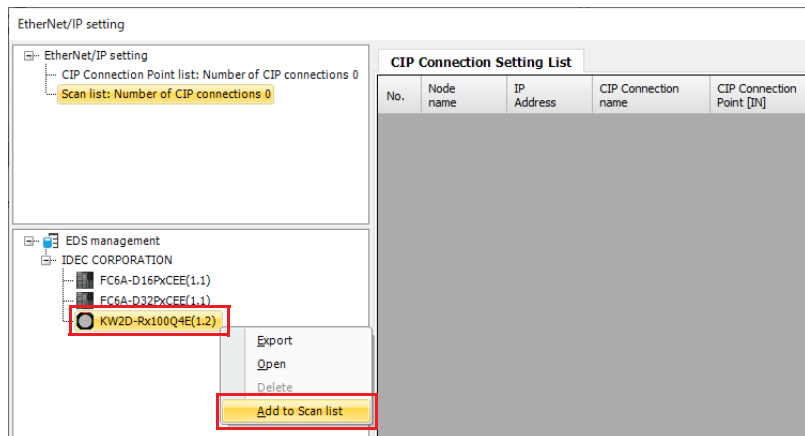 EtherNet/IP setting
EtherNet/IP setting
CIP Connection Point list: Number of CIP connections 0
Scan list: Number of CIP connections 0
CIP Connection Setting List
No.
Node
name
IP
Address
CIP Connection
name
CIP Connection
Point [IN]
EDS management
IDEC CORPORATION
FC6A-D16PxCEE(1.1)
FC6A-D32PxCEE(1.1)
KW2D-Rx100Q4E(1.2)
Export
Open
Delete
Add to Scan list